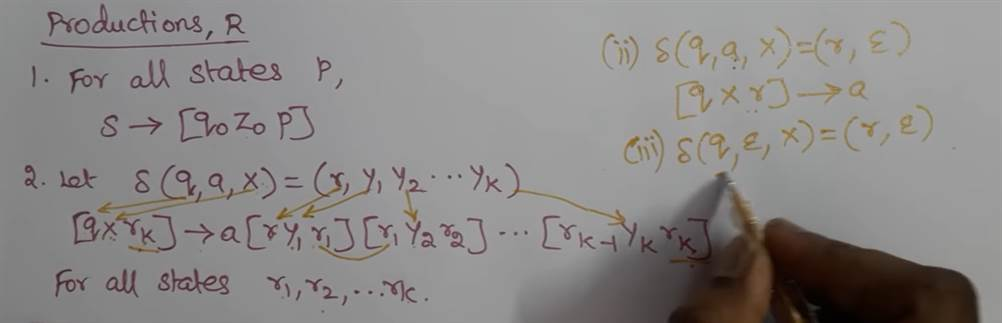 Productions, R
1. For all states P,
S → [q₀ Z₀ P]
2. Let δ(q, a, X) = (r, Y₁ Y₂ ... Yₖ)
[q X rₖ] → a [r Y₁ r₁] [r₁ Y₂ r₂] ... [rₖ₋₁ Yₖ rₖ]
For all states r₁, r₂, ... rₖ.
(ii) δ(q, a, X) = (r, ε)
[q X r] → a
(iii) δ(q, ε, X) = (r, ε)